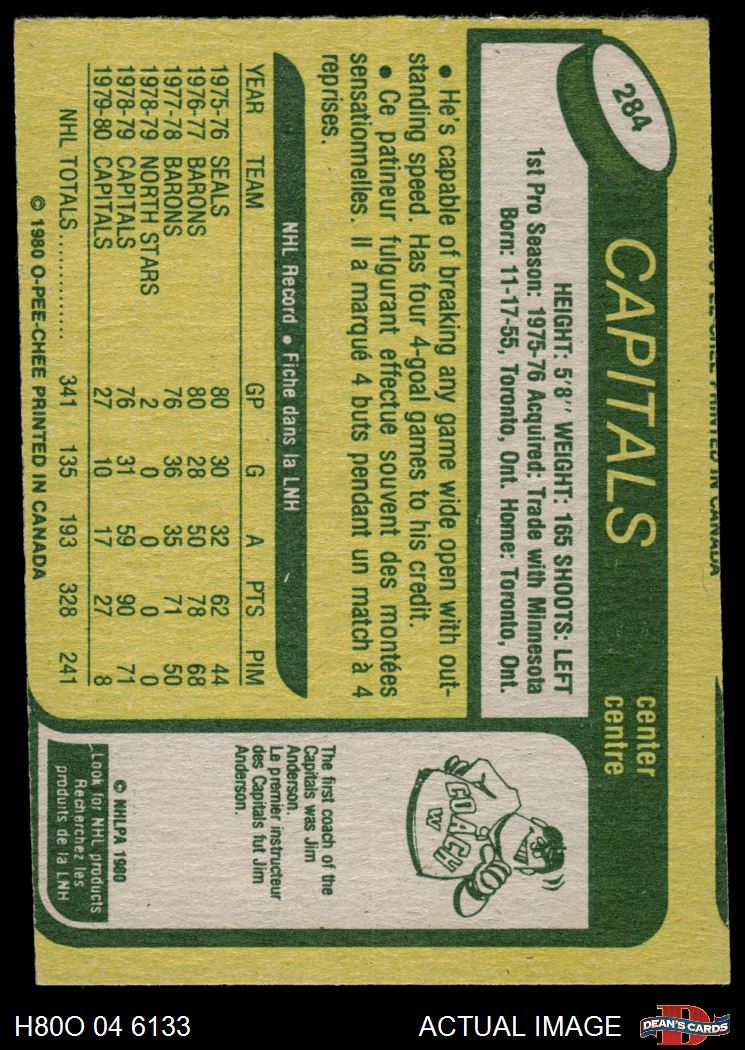 284
CAPITALS
center
centre
HEIGHT: 5'8'' WEIGHT: 165 SHOOTS: LEFT
1st Pro Season: 1975-76 Acquired: Trade with Minnesota
Born: 11-17-55, Toronto, Ont. Home: Toronto, Ont.
• He's capable of breaking any game wide open with out-
standing speed. Has four 4-goal games to his credit.
• Ce patineur fulgurant effectue souvent des montées
sensationnelles. Il a marqué 4 buts pendant un match à 4
reprises.
NHL Record • Fiche dans la LNH
YEAR TEAM GP G A PTS PIM
1975-76 SEALS 80 30 32 62 44
1976-77 BARONS 80 28 50 78 68
1977-78 BARONS 76 36 35 71 50
1978-79 NORTH STARS 2 0 0 0 0
1978-79 CAPITALS 76 31 59 90 71
1979-80 CAPITALS 27 10 17 27 8
NHL TOTALS .............. 341 135 193 328 241
© 1980 O-PEE-CHEE PRINTED IN CANADA
COACH
W
The first coach of the
Capitals was Jim
Anderson.
Le premier instructeur
des Capitals fut Jim
Anderson.
© NHLPA 1980
Look for NHL products
Recherchez les
produits de la LNH
PRINTED IN CANADA
H80O 04 6133
ACTUAL IMAGE
D
DEAN'S CARDS